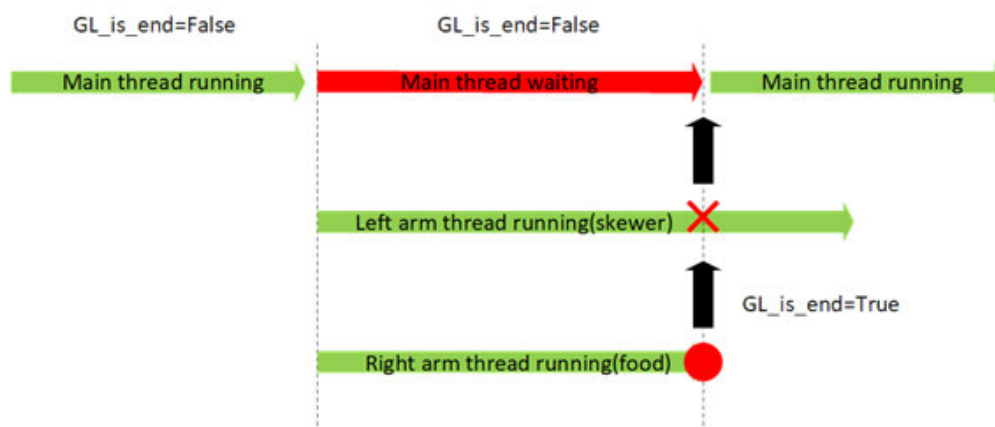 GL_is_end=False
GL_is_end=False
Main thread running
Main thread waiting
Main thread running
Left arm thread running(skewer)
GL_is_end=True
Right arm thread running(food)